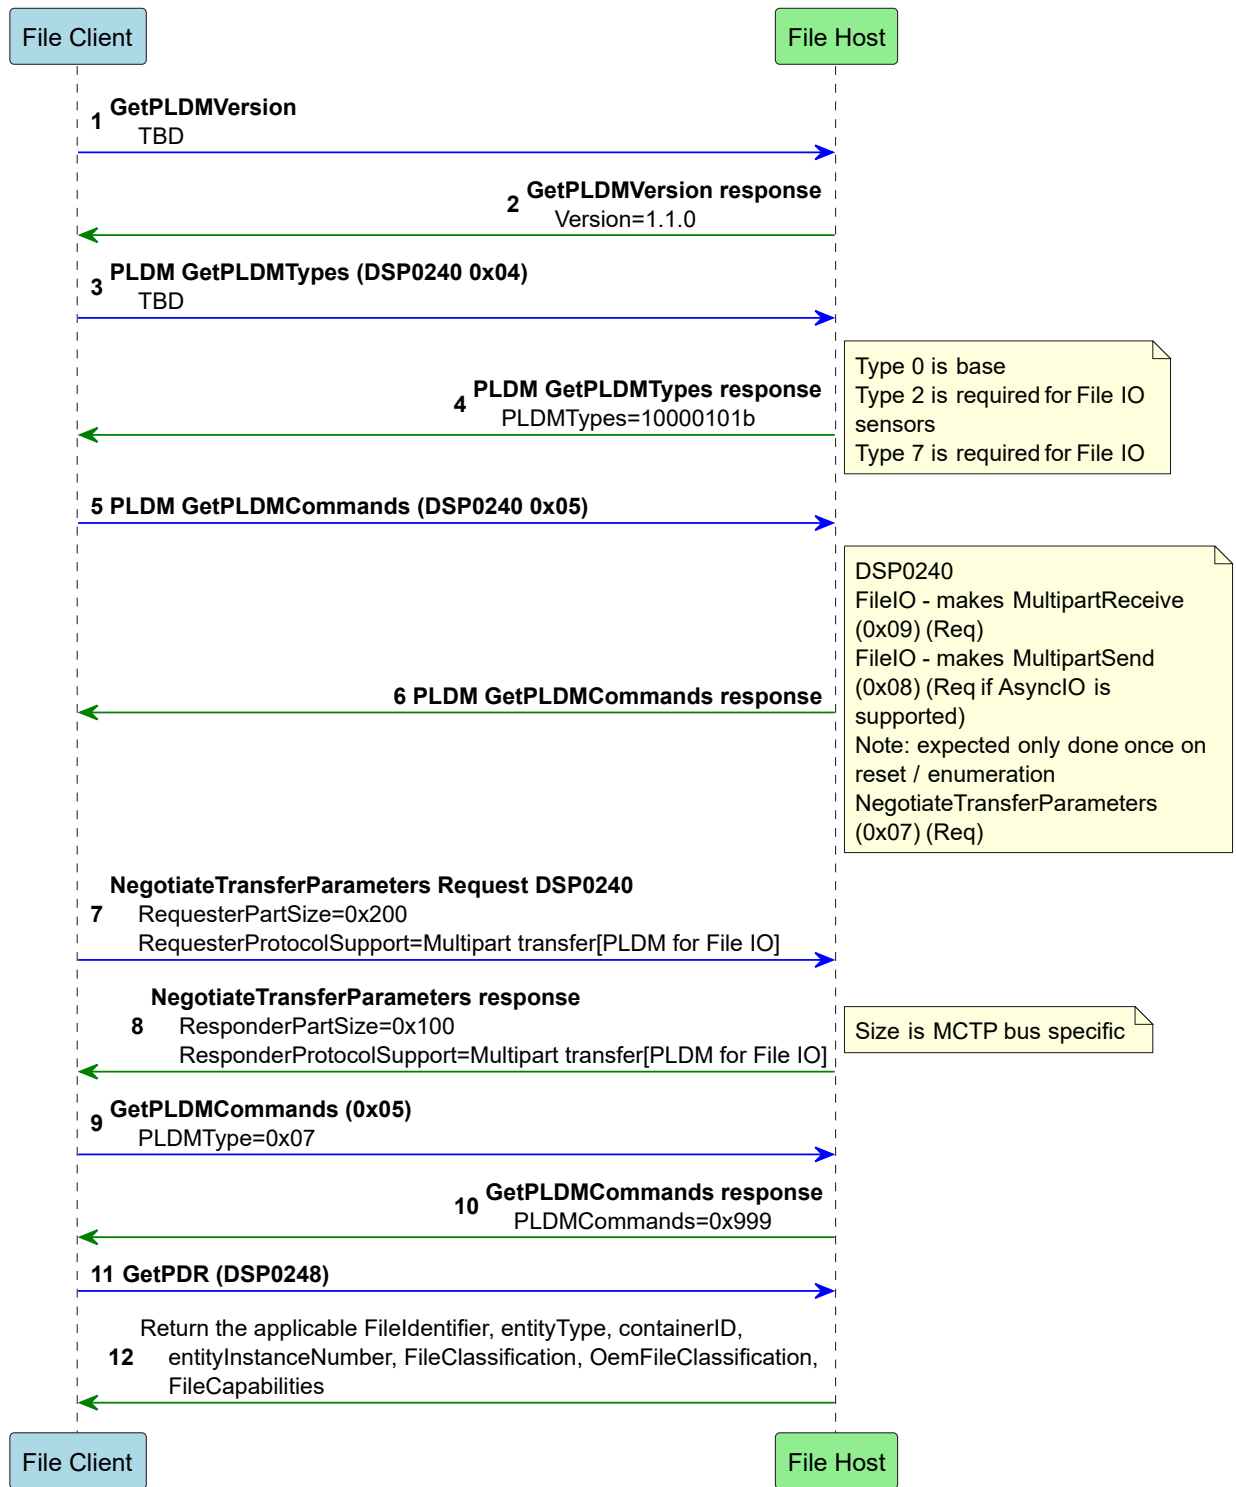 File Client
File Host
1 GetPLDMVersion
TBD
2 GetPLDMVersion response
Version=1.1.0
3 PLDM GetPLDMTypes (DSP0240 0x04)
TBD
4 PLDM GetPLDMTypes response
PLDMTypes=10000101b
Type 0 is base
Type 2 is required for File IO
sensors
Type 7 is required for File IO
5 PLDM GetPLDMCommands (DSP0240 0x05)
6 PLDM GetPLDMCommands response
DSP0240
FileIO - makes MultipartReceive
(0x09) (Req)
FileIO - makes MultipartSend
(0x08) (Req if AsyncIO is
supported)
Note: expected only done once on
reset / enumeration
NegotiateTransferParameters
(0x07) (Req)
NegotiateTransferParameters Request DSP0240
7 RequesterPartSize=0x200
RequesterProtocolSupport=Multipart transfer[PLDM for File IO]
NegotiateTransferParameters response
8 ResponderPartSize=0x100
ResponderProtocolSupport=Multipart transfer[PLDM for File IO]
Size is MCTP bus specific
9 GetPLDMCommands (0x05)
PLDMType=0x07
10 GetPLDMCommands response
PLDMCommands=0x999
11 GetPDR (DSP0248)
Return the applicable FileIdentifier, entityType, containerID,
12 entityInstanceNumber, FileClassification, OemFileClassification,
FileCapabilities
File Client
File Host